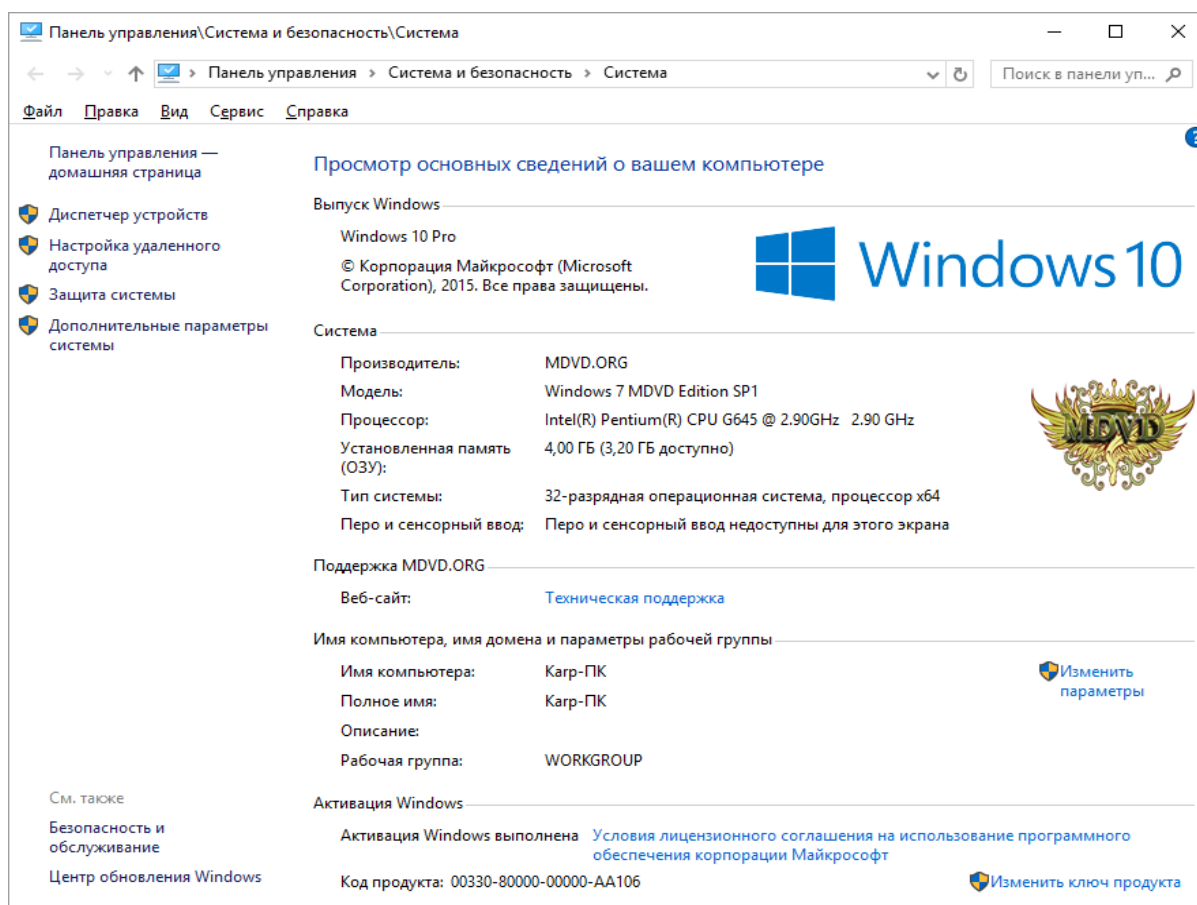 Панель управления\Система и безопасность\Система
Панель управления › Система и безопасность › Система
Поиск в панели уп...
Файл Правка Вид Сервис Справка
Панель управления —
домашняя страница
Диспетчер устройств
Настройка удаленного
доступа
Защита системы
Дополнительные параметры
системы
Просмотр основных сведений о вашем компьютере
Выпуск Windows
Windows 10 Pro
© Корпорация Майкрософт (Microsoft
Corporation), 2015. Все права защищены.
Windows 10
Система
Производитель: MDVD.ORG
Модель: Windows 7 MDVD Edition SP1
Процессор: Intel(R) Pentium(R) CPU G645 @ 2.90GHz 2.90 GHz
Установленная память
(ОЗУ):
4,00 ГБ (3,20 ГБ доступно)
Тип системы: 32-разрядная операционная система, процессор x64
Перо и сенсорный ввод: Перо и сенсорный ввод недоступны для этого экрана
MDVD
7
Поддержка MDVD.ORG
Веб-сайт: Техническая поддержка
Имя компьютера, имя домена и параметры рабочей группы
Имя компьютера: Karp-ПК
Полное имя: Karp-ПК
Описание:
Рабочая группа: WORKGROUP
Изменить
параметры
Активация Windows
Активация Windows выполнена Условия лицензионного соглашения на использование программного
обеспечения корпорации Майкрософт
Код продукта: 00330-80000-00000-AA106
Изменить ключ продукта
См. также
Безопасность и
обслуживание
Центр обновления Windows